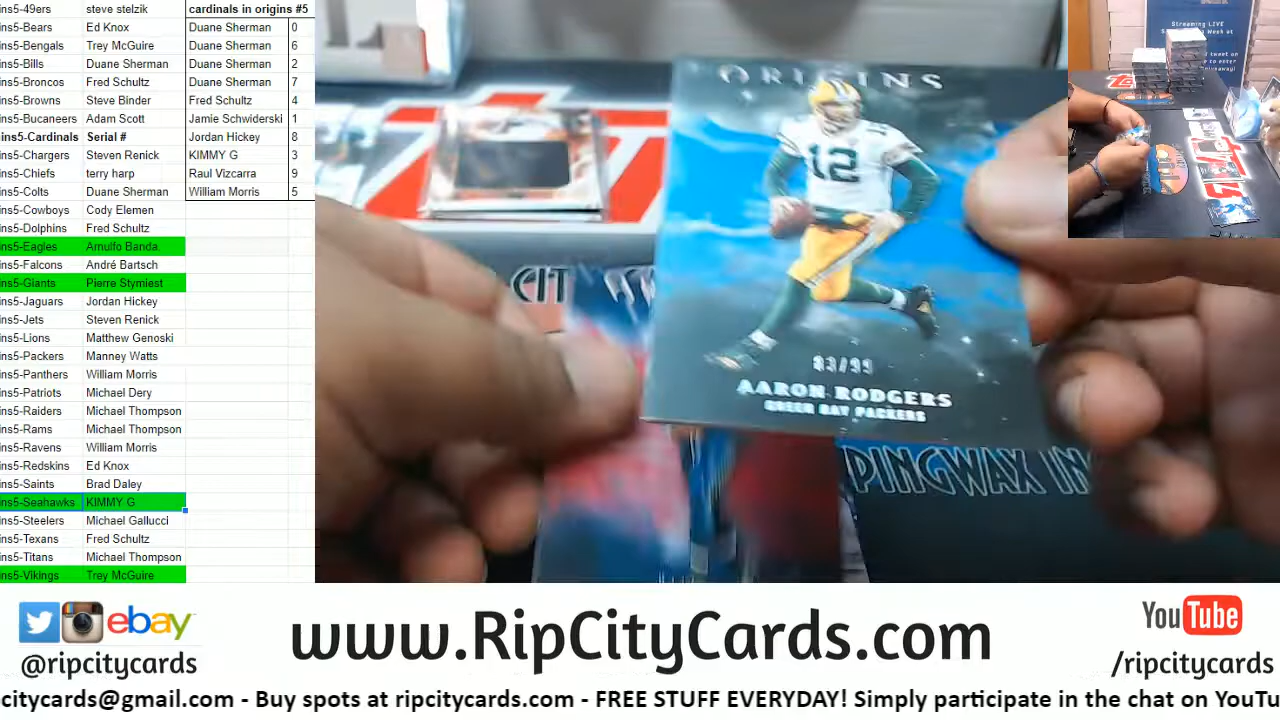 ins5-49ers steve stelzik cardinals in origins #5
ins5-Bears Ed Knox Duane Sherman 0
ins5-Bengals Trey McGuire Duane Sherman 6
ins5-Bills Duane Sherman Duane Sherman 2
ins5-Broncos Fred Schultz Duane Sherman 7
ins5-Browns Steve Binder Fred Schultz 4
ins5-Bucaneers Adam Scott Jamie Schwiderski 1
ins5-Cardinals Serial # Jordan Hickey 8
ins5-Chargers Steven Renick KIMMY G 3
ins5-Chiefs terry harp Raul Vizcarra 9
ins5-Colts Duane Sherman William Morris 5
ins5-Cowboys Cody Elemen
ins5-Dolphins Fred Schultz
ins5-Eagles Arnulfo Banda.
ins5-Falcons André Bartsch
ins5-Giants Pierre Stymiest
ins5-Jaguars Jordan Hickey
ins5-Jets Steven Renick
ins5-Lions Matthew Genoski
ins5-Packers Manney Watts
ins5-Panthers William Morris
ins5-Patriots Michael Dery
ins5-Raiders Michael Thompson
ins5-Rams Michael Thompson
ins5-Ravens William Morris
ins5-Redskins Ed Knox
ins5-Saints Brad Daley
ins5-Seahawks KIMMY G
ins5-Steelers Michael Gallucci
ins5-Texans Fred Schultz
ins5-Titans Michael Thompson
ins5-Vikings Trey McGuire
ORIGINS
12
12
83/99
AARON RODGERS
GREEN BAY PACKERS
CIT
PINGWAX IN
Streaming LIVE
ebay
@ripcitycards
www.RipCityCards.com
YouTube
/ripcitycards
citycards@gmail.com - Buy spots at ripcitycards.com - FREE STUFF EVERYDAY! Simply participate in the chat on YouTu